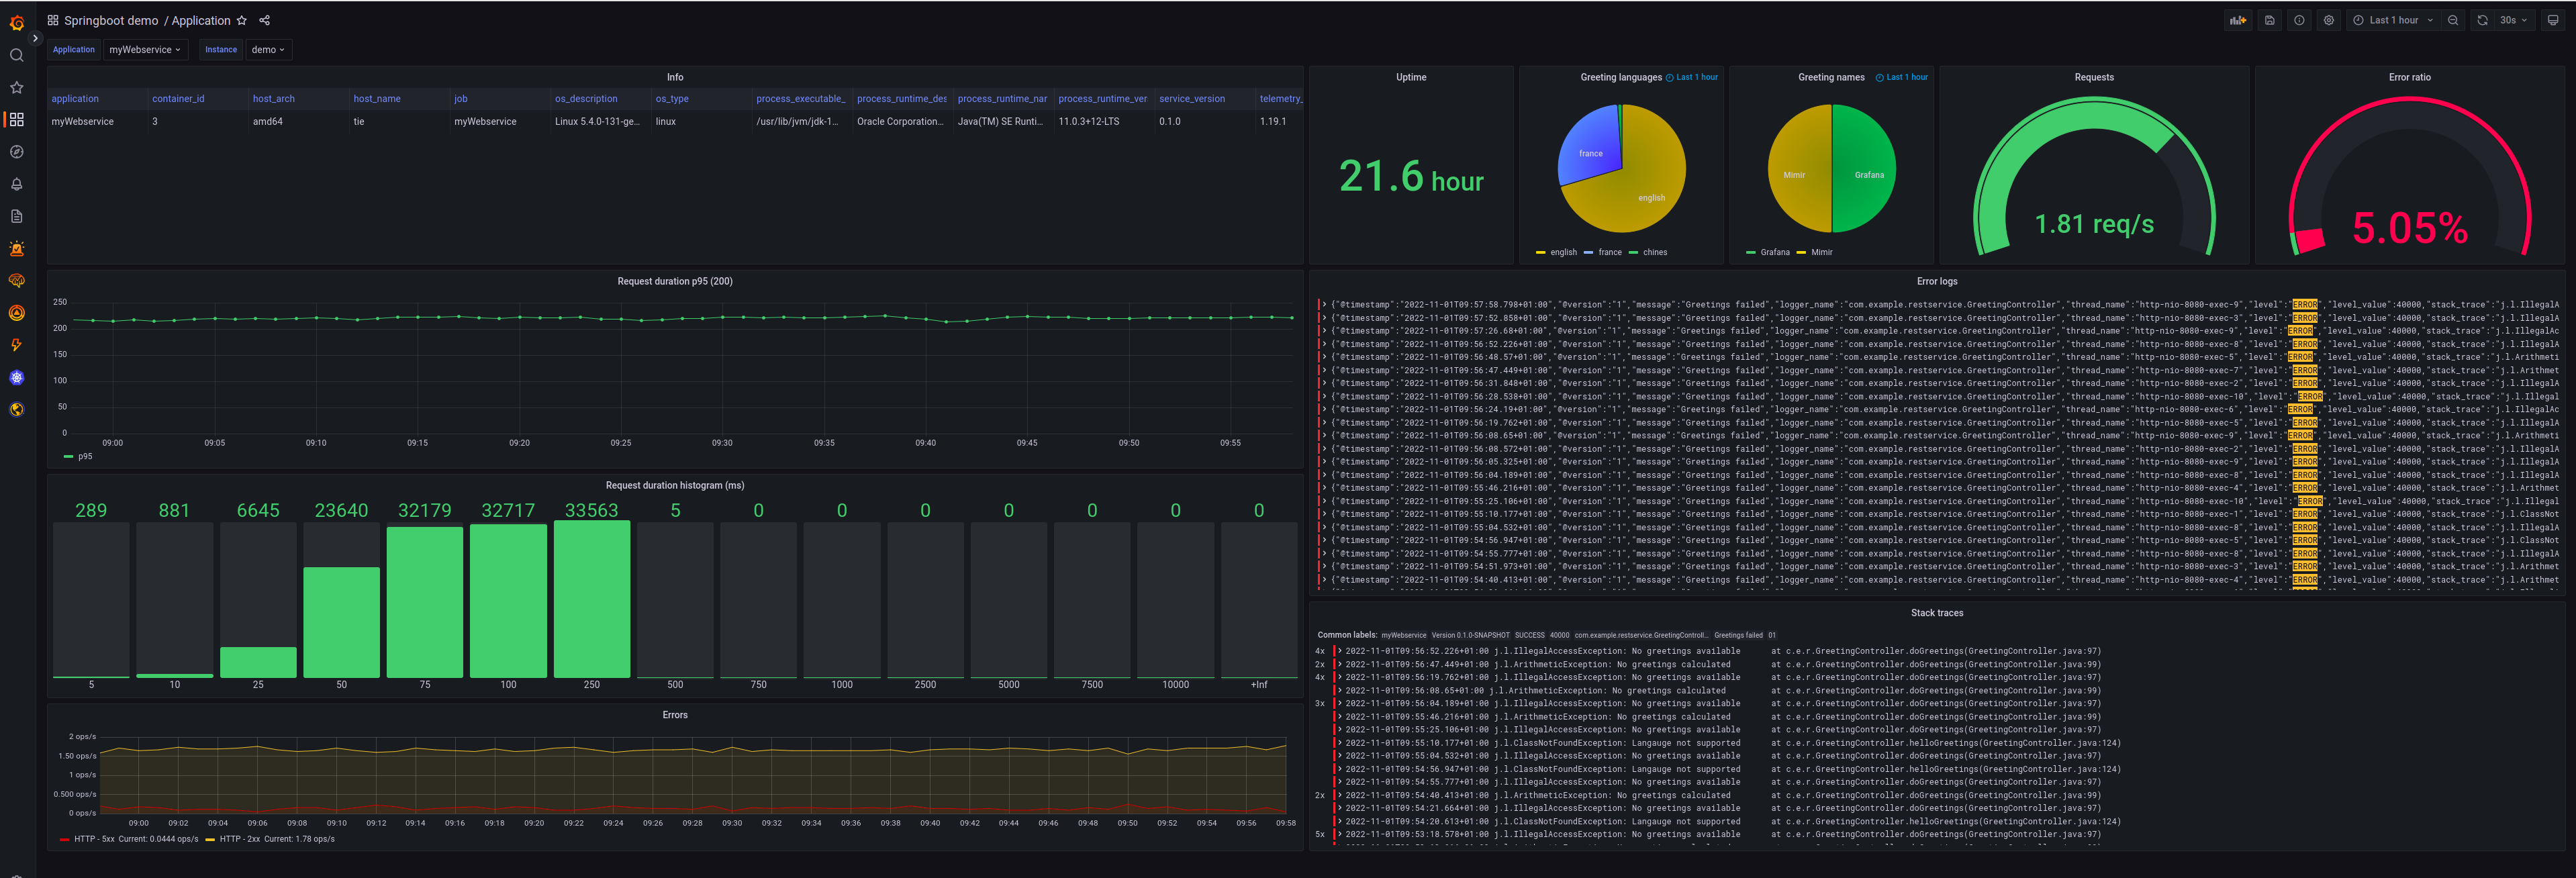 Springboot demo / Application
Last 1 hour
30s
Application myWebservice Instance demo
Info
application container_id host_arch host_name job os_description os_type process_executable_ process_runtime_des process_runtime_nar process_runtime_ver service_version telemetry_
myWebservice 3 amd64 tie myWebservice Linux 5.4.0-131-ge... linux /usr/lib/jvm/jdk-1... Oracle Corporation... Java(TM) SE Runti... 11.0.3+12-LTS 0.1.0 1.19.1
Uptime
21.6 hour
Greeting languages Last 1 hour
france
english
english france chines
Greeting names Last 1 hour
Mimir Grafana
Grafana Mimir
Requests
1.81 req/s
Error ratio
5.05%
Request duration p95 (200)
250
200
150
100
50
0
09:00 09:05 09:10 09:15 09:20 09:25 09:30 09:35 09:40 09:45 09:50 09:55
p95
Request duration histogram (ms)
289 881 6645 23640 32179 32717 33563 5 0 0 0 0 0 0 0
5 10 25 50 75 100 250 500 750 1000 2500 5000 7500 10000 +Inf
Errors
2 ops/s
1.50 ops/s
1 ops/s
0.500 ops/s
0 ops/s
09:00 09:02 09:04 09:06 09:08 09:10 09:12 09:14 09:16 09:18 09:20 09:22 09:24 09:26 09:28 09:30 09:32 09:34 09:36 09:38 09:40 09:42 09:44 09:46 09:48 09:50 09:52 09:54 09:56 09:58
HTTP - 5xx Current: 0.0444 ops/s HTTP - 2xx Current: 1.78 ops/s
Error logs
{"@timestamp":"2022-11-01T09:57:58.798+01:00","@version":"1","message":"Greetings failed","logger_name":"com.example.restservice.GreetingController","thread_name":"http-nio-8080-exec-9","level":"ERROR","level_value":40000,"stack_trace":"j.l.IllegalA
{"@timestamp":"2022-11-01T09:57:52.858+01:00","@version":"1","message":"Greetings failed","logger_name":"com.example.restservice.GreetingController","thread_name":"http-nio-8080-exec-3","level":"ERROR","level_value":40000,"stack_trace":"j.l.IllegalA
{"@timestamp":"2022-11-01T09:57:26.68+01:00","@version":"1","message":"Greetings failed","logger_name":"com.example.restservice.GreetingController","thread_name":"http-nio-8080-exec-9","level":"ERROR","level_value":40000,"stack_trace":"j.l.IllegalAc
{"@timestamp":"2022-11-01T09:56:52.226+01:00","@version":"1","message":"Greetings failed","logger_name":"com.example.restservice.GreetingController","thread_name":"http-nio-8080-exec-8","level":"ERROR","level_value":40000,"stack_trace":"j.l.IllegalA
{"@timestamp":"2022-11-01T09:56:48.57+01:00","@version":"1","message":"Greetings failed","logger_name":"com.example.restservice.GreetingController","thread_name":"http-nio-8080-exec-5","level":"ERROR","level_value":40000,"stack_trace":"j.l.Arithmeti
{"@timestamp":"2022-11-01T09:56:47.449+01:00","@version":"1","message":"Greetings failed","logger_name":"com.example.restservice.GreetingController","thread_name":"http-nio-8080-exec-7","level":"ERROR","level_value":40000,"stack_trace":"j.l.Arithmet
{"@timestamp":"2022-11-01T09:56:31.848+01:00","@version":"1","message":"Greetings failed","logger_name":"com.example.restservice.GreetingController","thread_name":"http-nio-8080-exec-2","level":"ERROR","level_value":40000,"stack_trace":"j.l.IllegalA
{"@timestamp":"2022-11-01T09:56:28.538+01:00","@version":"1","message":"Greetings failed","logger_name":"com.example.restservice.GreetingController","thread_name":"http-nio-8080-exec-10","level":"ERROR","level_value":40000,"stack_trace":"j.l.Illegal
{"@timestamp":"2022-11-01T09:56:24.19+01:00","@version":"1","message":"Greetings failed","logger_name":"com.example.restservice.GreetingController","thread_name":"http-nio-8080-exec-6","level":"ERROR","level_value":40000,"stack_trace":"j.l.IllegalAc
{"@timestamp":"2022-11-01T09:56:19.762+01:00","@version":"1","message":"Greetings failed","logger_name":"com.example.restservice.GreetingController","thread_name":"http-nio-8080-exec-5","level":"ERROR","level_value":40000,"stack_trace":"j.l.IllegalA
{"@timestamp":"2022-11-01T09:56:08.65+01:00","@version":"1","message":"Greetings failed","logger_name":"com.example.restservice.GreetingController","thread_name":"http-nio-8080-exec-9","level":"ERROR","level_value":40000,"stack_trace":"j.l.Arithmeti
{"@timestamp":"2022-11-01T09:56:08.572+01:00","@version":"1","message":"Greetings failed","logger_name":"com.example.restservice.GreetingController","thread_name":"http-nio-8080-exec-2","level":"ERROR","level_value":40000,"stack_trace":"j.l.IllegalA
{"@timestamp":"2022-11-01T09:56:05.325+01:00","@version":"1","message":"Greetings failed","logger_name":"com.example.restservice.GreetingController","thread_name":"http-nio-8080-exec-9","level":"ERROR","level_value":40000,"stack_trace":"j.l.IllegalA
{"@timestamp":"2022-11-01T09:56:04.189+01:00","@version":"1","message":"Greetings failed","logger_name":"com.example.restservice.GreetingController","thread_name":"http-nio-8080-exec-8","level":"ERROR","level_value":40000,"stack_trace":"j.l.IllegalA
{"@timestamp":"2022-11-01T09:55:46.216+01:00","@version":"1","message":"Greetings failed","logger_name":"com.example.restservice.GreetingController","thread_name":"http-nio-8080-exec-4","level":"ERROR","level_value":40000,"stack_trace":"j.l.Arithmet
{"@timestamp":"2022-11-01T09:55:25.106+01:00","@version":"1","message":"Greetings failed","logger_name":"com.example.restservice.GreetingController","thread_name":"http-nio-8080-exec-10","level":"ERROR","level_value":40000,"stack_trace":"j.l.Illegal
{"@timestamp":"2022-11-01T09:55:10.177+01:00","@version":"1","message":"Greetings failed","logger_name":"com.example.restservice.GreetingController","thread_name":"http-nio-8080-exec-1","level":"ERROR","level_value":40000,"stack_trace":"j.l.ClassNot
{"@timestamp":"2022-11-01T09:55:04.532+01:00","@version":"1","message":"Greetings failed","logger_name":"com.example.restservice.GreetingController","thread_name":"http-nio-8080-exec-8","level":"ERROR","level_value":40000,"stack_trace":"j.l.IllegalA
{"@timestamp":"2022-11-01T09:54:56.947+01:00","@version":"1","message":"Greetings failed","logger_name":"com.example.restservice.GreetingController","thread_name":"http-nio-8080-exec-5","level":"ERROR","level_value":40000,"stack_trace":"j.l.ClassNot
{"@timestamp":"2022-11-01T09:54:55.777+01:00","@version":"1","message":"Greetings failed","logger_name":"com.example.restservice.GreetingController","thread_name":"http-nio-8080-exec-8","level":"ERROR","level_value":40000,"stack_trace":"j.l.IllegalA
{"@timestamp":"2022-11-01T09:54:51.973+01:00","@version":"1","message":"Greetings failed","logger_name":"com.example.restservice.GreetingController","thread_name":"http-nio-8080-exec-3","level":"ERROR","level_value":40000,"stack_trace":"j.l.Arithmet
{"@timestamp":"2022-11-01T09:54:40.413+01:00","@version":"1","message":"Greetings failed","logger_name":"com.example.restservice.GreetingController","thread_name":"http-nio-8080-exec-4","level":"ERROR","level_value":40000,"stack_trace":"j.l.Arithmet
Stack traces
Common labels: myWebservice Version 0.1.0-SNAPSHOT SUCCESS 40000 com.example.restservice.GreetingControll... Greetings failed 01
4x 2022-11-01T09:56:52.226+01:00 j.l.IllegalAccessException: No greetings available at c.e.r.GreetingController.doGreetings(GreetingController.java:97)
2x 2022-11-01T09:56:47.449+01:00 j.l.ArithmeticException: No greetings calculated at c.e.r.GreetingController.doGreetings(GreetingController.java:99)
4x 2022-11-01T09:56:19.762+01:00 j.l.IllegalAccessException: No greetings available at c.e.r.GreetingController.doGreetings(GreetingController.java:97)
2022-11-01T09:56:08.65+01:00 j.l.ArithmeticException: No greetings calculated at c.e.r.GreetingController.doGreetings(GreetingController.java:99)
3x 2022-11-01T09:56:04.189+01:00 j.l.IllegalAccessException: No greetings available at c.e.r.GreetingController.doGreetings(GreetingController.java:97)
2022-11-01T09:55:46.216+01:00 j.l.ArithmeticException: No greetings calculated at c.e.r.GreetingController.doGreetings(GreetingController.java:99)
2022-11-01T09:55:25.106+01:00 j.l.IllegalAccessException: No greetings available at c.e.r.GreetingController.doGreetings(GreetingController.java:97)
2022-11-01T09:55:10.177+01:00 j.l.ClassNotFoundException: Langauge not supported at c.e.r.GreetingController.helloGreetings(GreetingController.java:124)
2022-11-01T09:55:04.532+01:00 j.l.IllegalAccessException: No greetings available at c.e.r.GreetingController.doGreetings(GreetingController.java:97)
2022-11-01T09:54:56.947+01:00 j.l.ClassNotFoundException: Langauge not supported at c.e.r.GreetingController.helloGreetings(GreetingController.java:124)
2022-11-01T09:54:55.777+01:00 j.l.IllegalAccessException: No greetings available at c.e.r.GreetingController.doGreetings(GreetingController.java:97)
2x 2022-11-01T09:54:40.413+01:00 j.l.ArithmeticException: No greetings calculated at c.e.r.GreetingController.doGreetings(GreetingController.java:99)
2022-11-01T09:54:21.664+01:00 j.l.IllegalAccessException: No greetings available at c.e.r.GreetingController.doGreetings(GreetingController.java:97)
2022-11-01T09:54:20.613+01:00 j.l.ClassNotFoundException: Langauge not supported at c.e.r.GreetingController.helloGreetings(GreetingController.java:124)
5x 2022-11-01T09:53:18.578+01:00 j.l.IllegalAccessException: No greetings available at c.e.r.GreetingController.doGreetings(GreetingController.java:97)